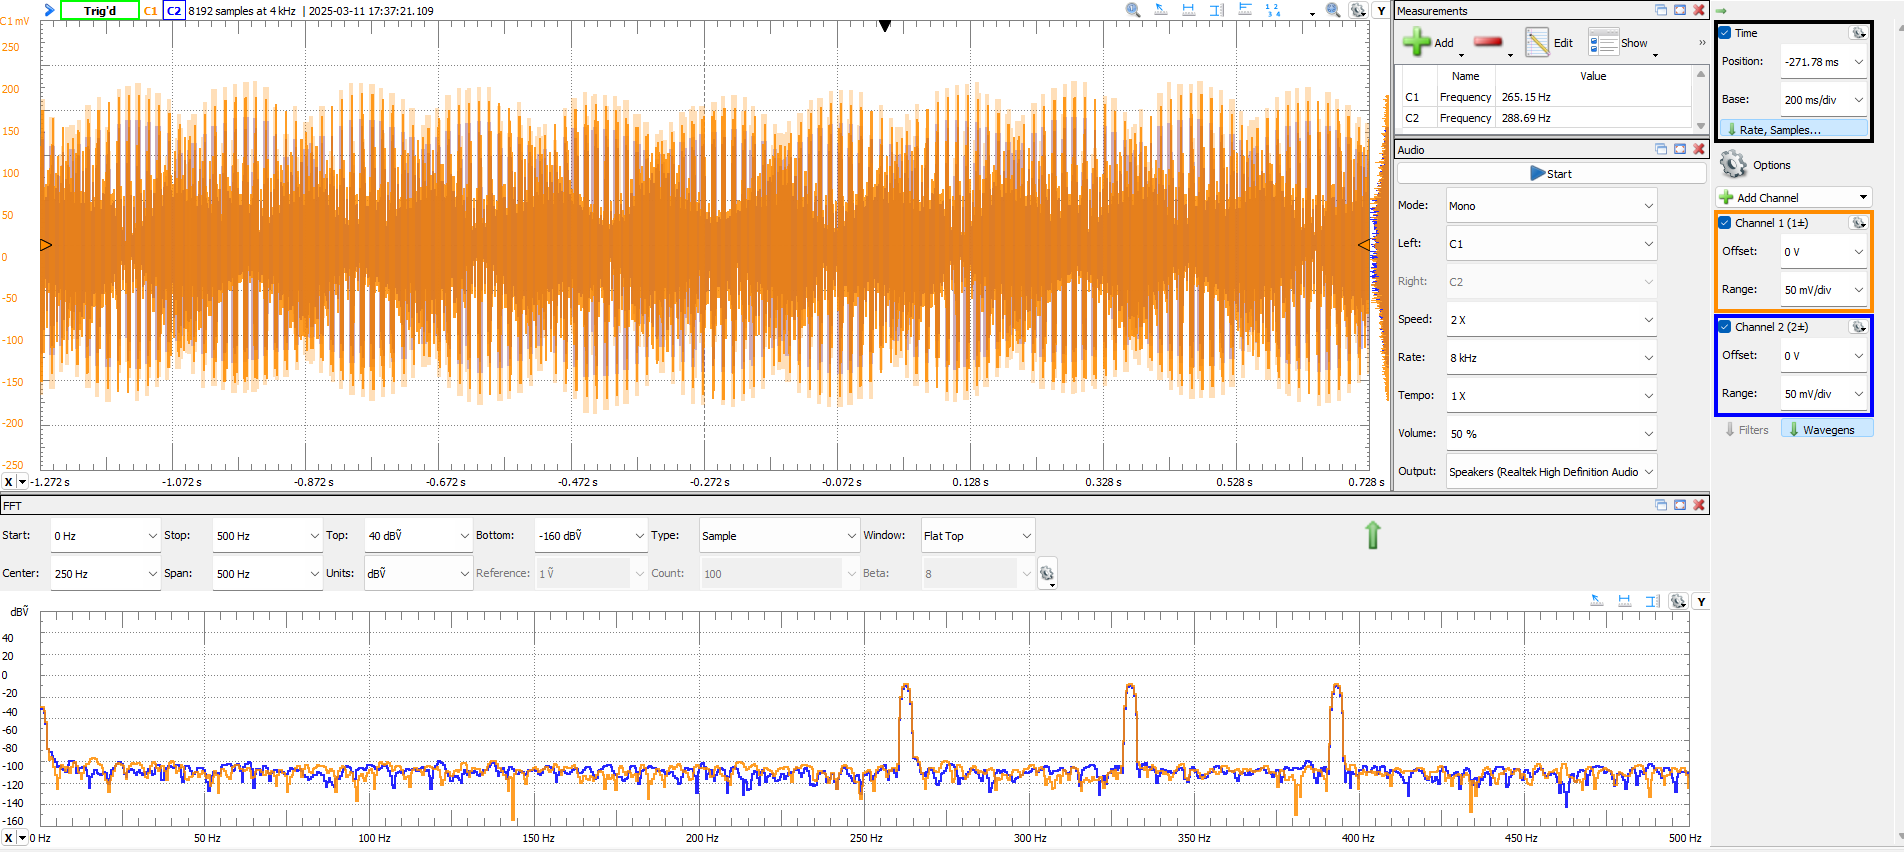 Trig'd C1 C2 8192 samples at 4 kHz | 2025-03-11 17:37:21.109
Y
C1 mV
250
200
150
100
50
0
-50
-100
-150
-200
-250
X -1.272 s -1.072 s -0.872 s -0.672 s -0.472 s -0.272 s -0.072 s 0.128 s 0.328 s 0.528 s 0.728 s
Measurements
Add Edit Show »
Name Value
C1 Frequency 265.15 Hz
C2 Frequency 288.69 Hz
Audio
Start
Mode: Mono
Left: C1
Right: C2
Speed: 2 X
Rate: 8 kHz
Tempo: 1 X
Volume: 50 %
Output: Speakers (Realtek High Definition Audio
Time
Position: -271.78 ms
Base: 200 ms/div
Rate, Samples...
Options
Add Channel
Channel 1 (1±)
Offset: 0 V
Range: 50 mV/div
Channel 2 (2±)
Offset: 0 V
Range: 50 mV/div
Filters Wavegens
FFT
Start: 0 Hz Stop: 500 Hz Top: 40 dBṼ Bottom: -160 dBṼ Type: Sample Window: Flat Top
Center: 250 Hz Span: 500 Hz Units: dBṼ Reference: 1 Ṽ Count: 100 Beta: 8
Y
dBṼ
40
20
0
-20
-40
-60
-80
-100
-120
-140
-160
X 0 Hz 50 Hz 100 Hz 150 Hz 200 Hz 250 Hz 300 Hz 350 Hz 400 Hz 450 Hz 500 Hz